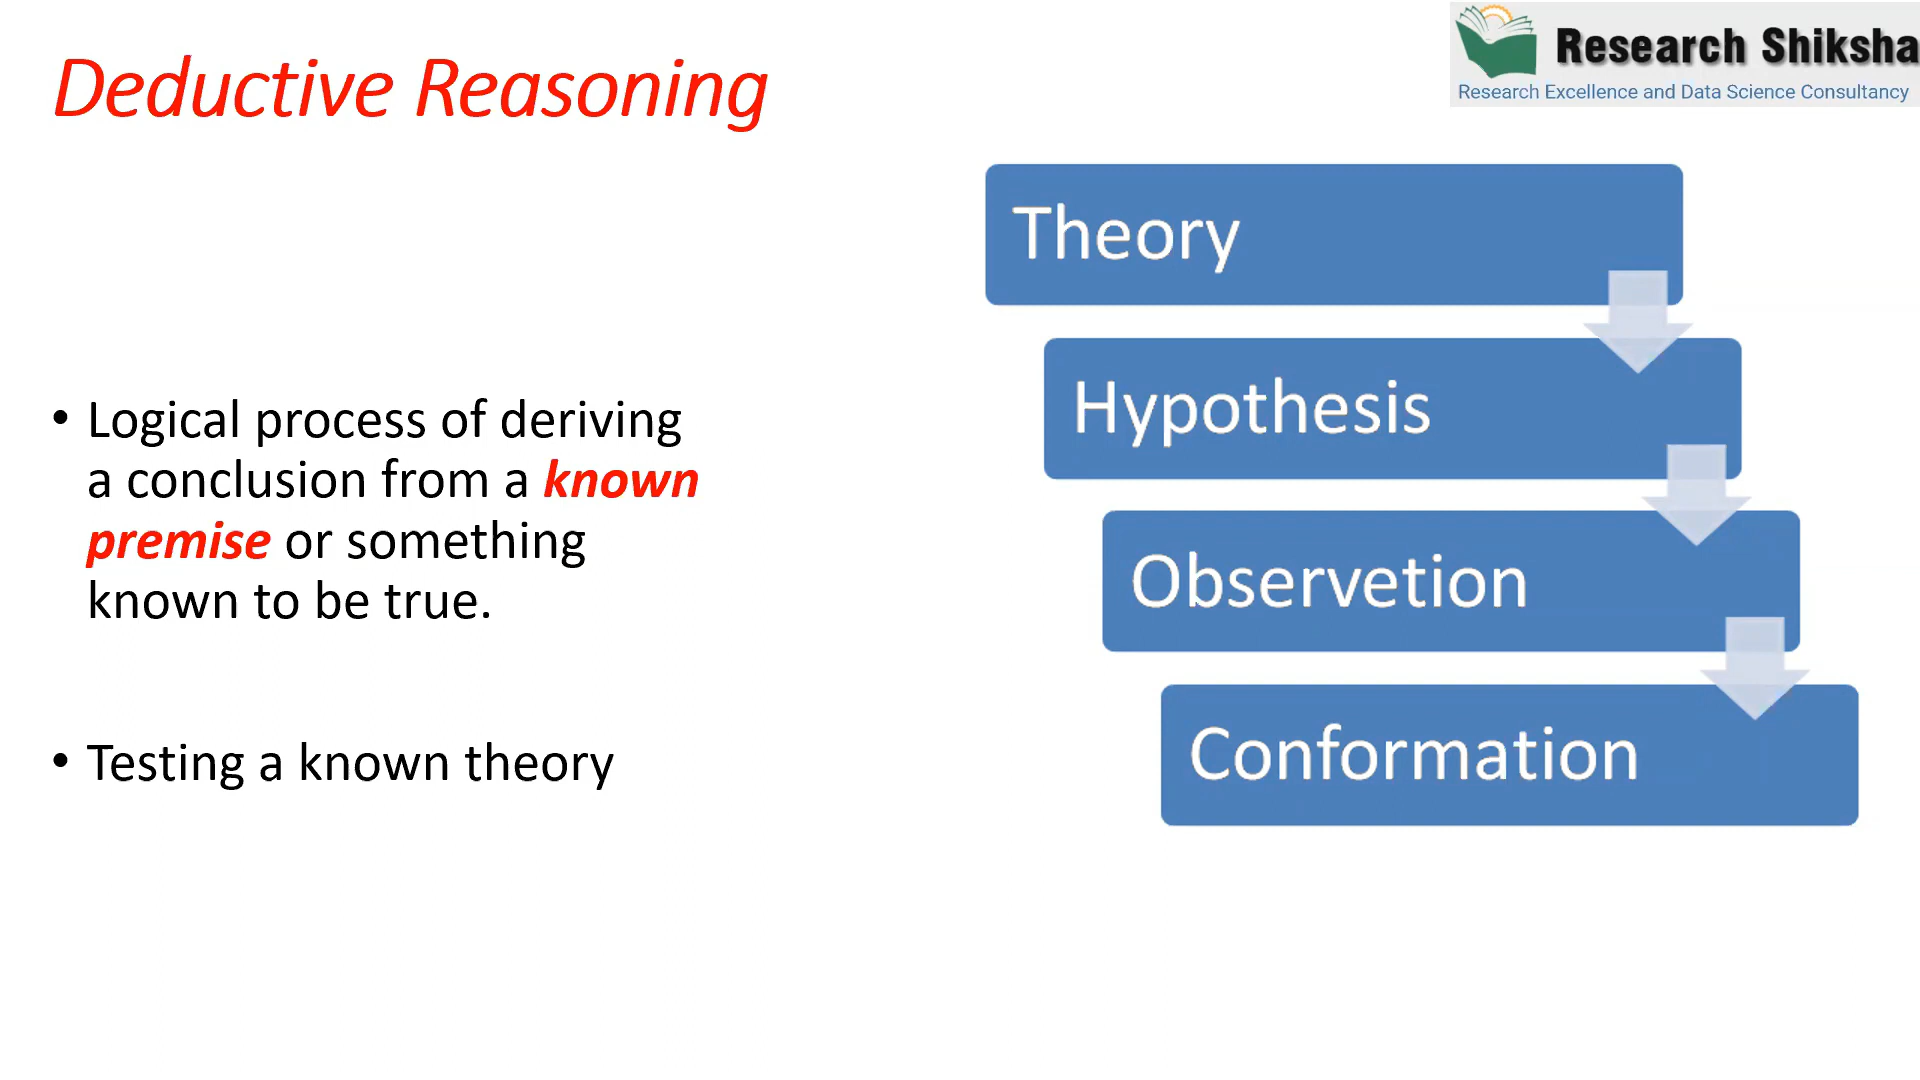 Deductive Reasoning
Research Shiksha
Research Excellence and Data Science Consultancy
• Logical process of deriving
a conclusion from a known
premise or something
known to be true.
• Testing a known theory
Theory
Hypothesis
Observetion
Conformation